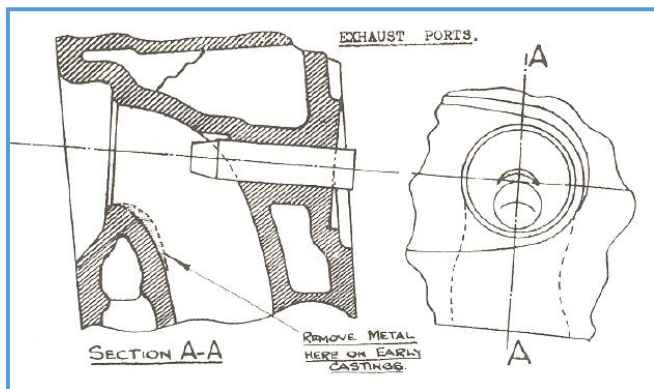 EXHAUST PORTS.
A
REMOVE METAL
HERE ON EARLY
CASTINGS.
SECTION A-A
A